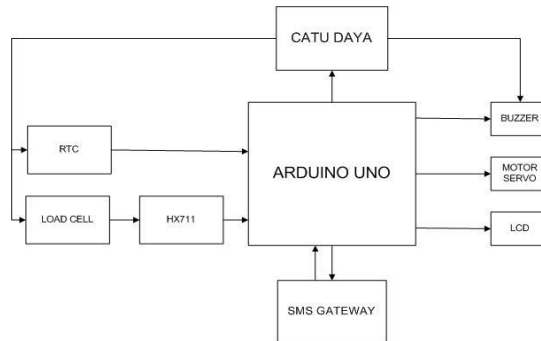 CATU DAYA
BUZZER
RTC
ARDUINO UNO
MOTOR
SERVO
LOAD CELL
HX711
LCD
SMS GATEWAY